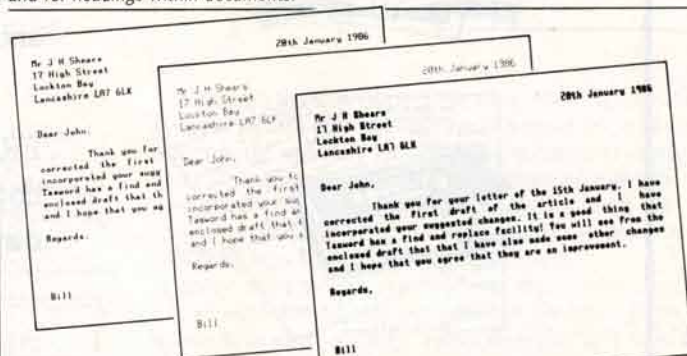 and for headings within documents.
20th January 1986
Mr J H Shears
17 High Street
Lockton Bay
Lancashire LA7 6LK
Dear John,
Thank you for
corrected the first
incorporated your sugg
Tasword has a find and
enclosed draft that th
and I hope that you ag
Regards,
Bill
20th January 1986
Mr J H Shears
17 High Street
Lockton Bay
Lancashire LA7 6LK
Dear John,
Thank you fo
corrected the first
incorporated your sug
Tasword has a find an
enclosed draft that t
and I hope that you a
Regards,
Bill
20th January 1986
Mr J H Shears
17 High Street
Lockton Bay
Lancashire LA7 6LK
Dear John,
Thank you for your letter of the 15th January. I have
corrected the first draft of the article and I have
incorporated your suggested changes. It is a good thing that
Tasword has a find and replace facility! You will see from the
enclosed draft that that I have also made some other changes
and I hope that you agree that they are an improvement.
Regards,
Bill